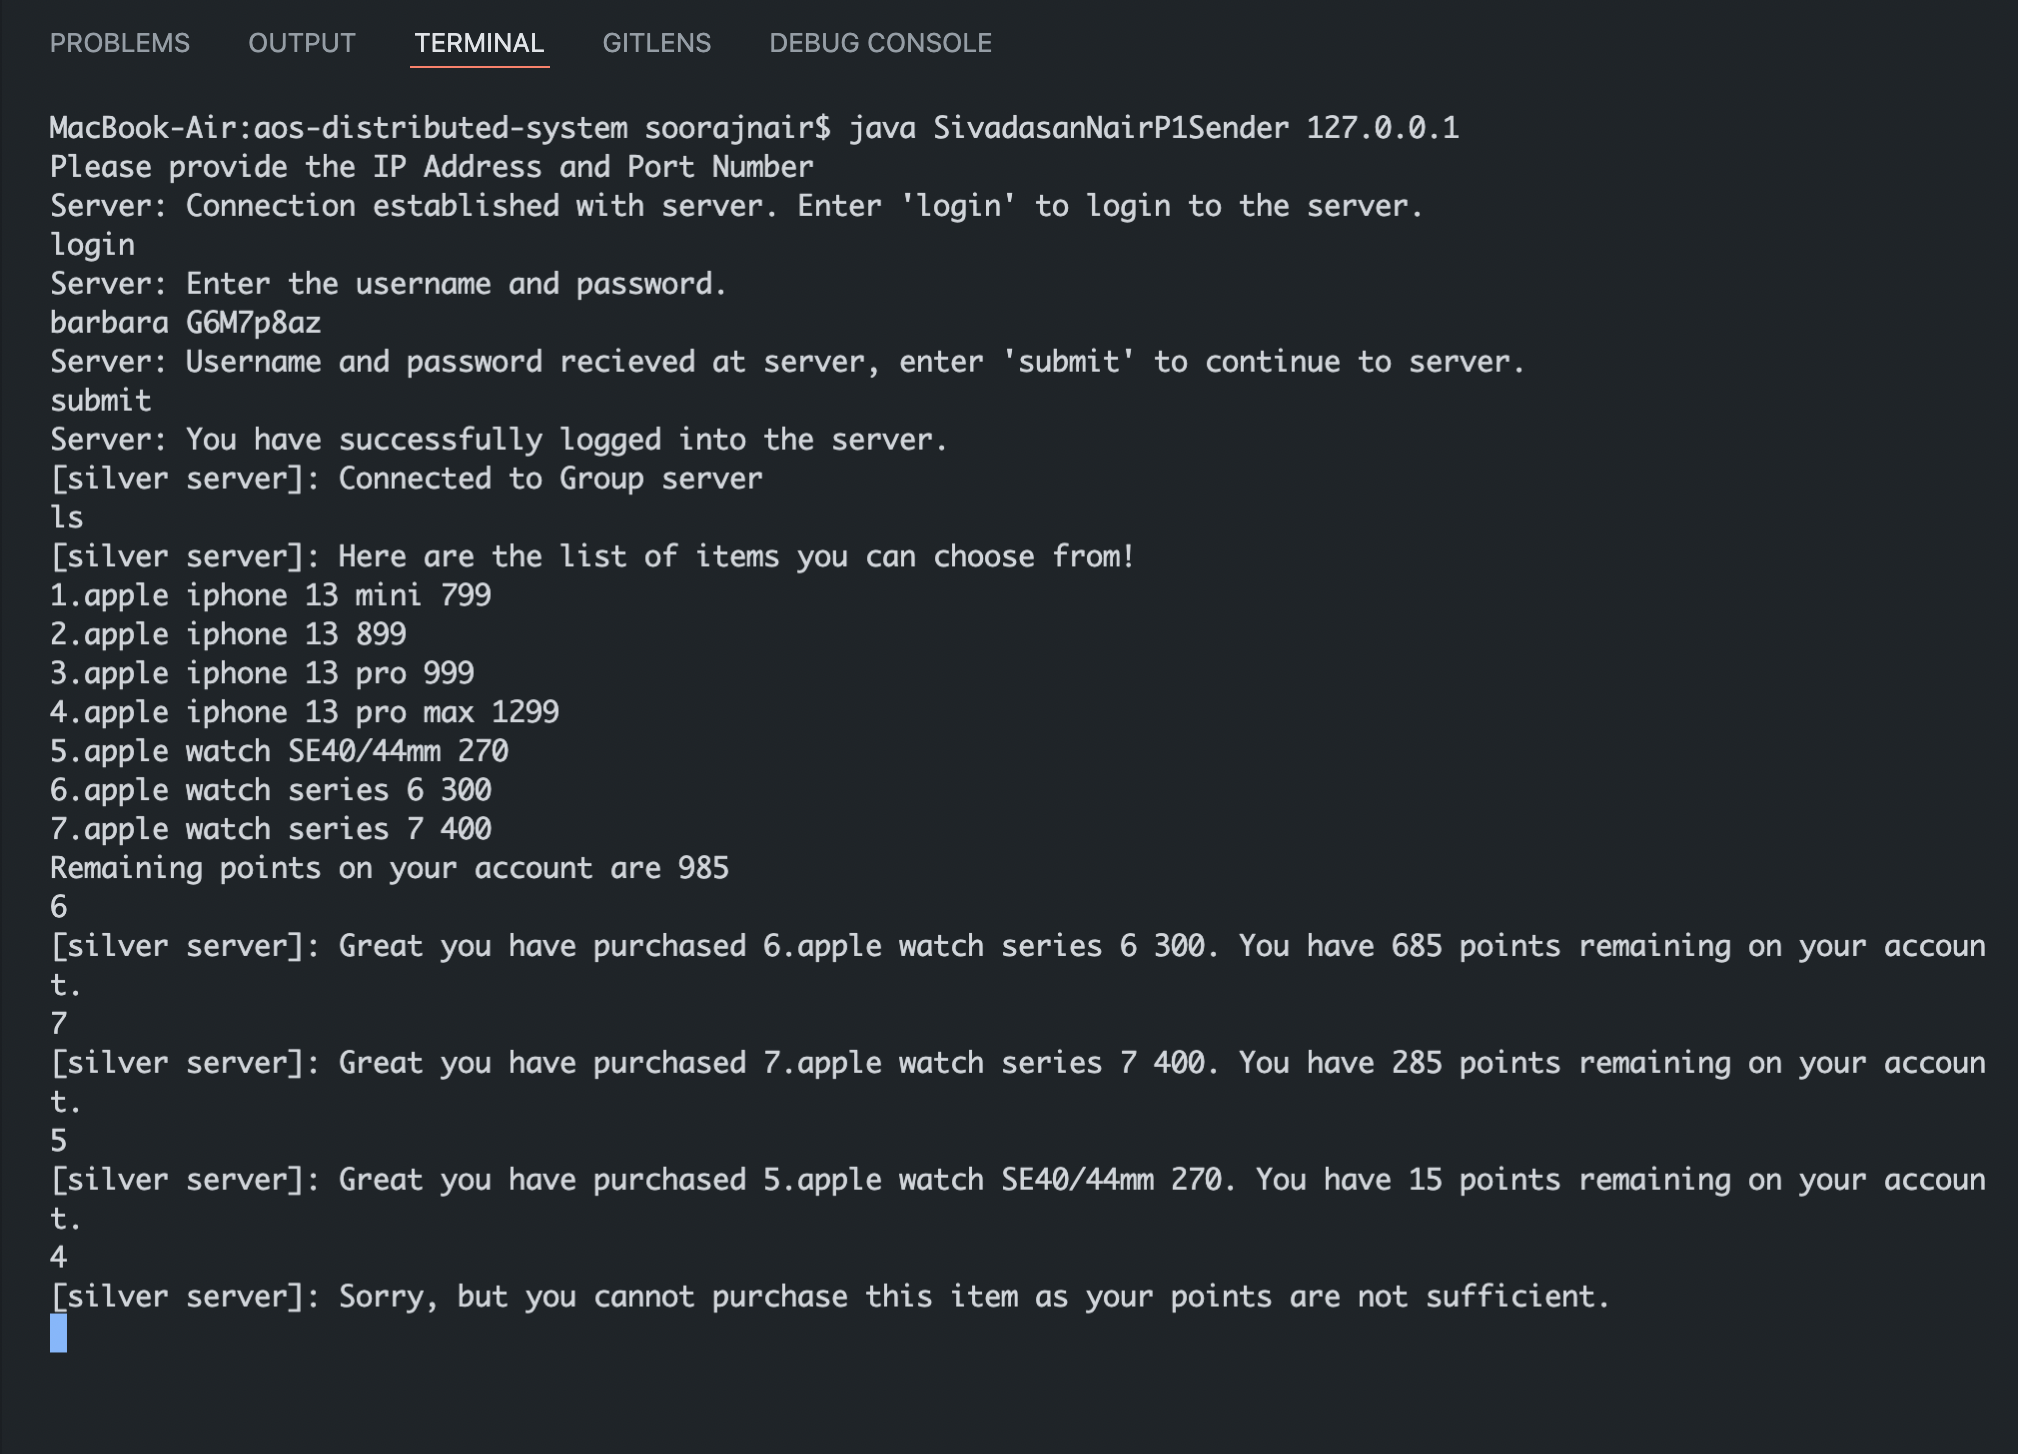 PROBLEMS OUTPUT TERMINAL GITLENS DEBUG CONSOLE
MacBook-Air:aos-distributed-system soorajnair$ java SivadasanNairP1Sender 127.0.0.1
Please provide the IP Address and Port Number
Server: Connection established with server. Enter 'login' to login to the server.
login
Server: Enter the username and password.
barbara G6M7p8az
Server: Username and password recieved at server, enter 'submit' to continue to server.
submit
Server: You have successfully logged into the server.
[silver server]: Connected to Group server
ls
[silver server]: Here are the list of items you can choose from!
1.apple iphone 13 mini 799
2.apple iphone 13 899
3.apple iphone 13 pro 999
4.apple iphone 13 pro max 1299
5.apple watch SE40/44mm 270
6.apple watch series 6 300
7.apple watch series 7 400
Remaining points on your account are 985
6
[silver server]: Great you have purchased 6.apple watch series 6 300. You have 685 points remaining on your accoun
t.
7
[silver server]: Great you have purchased 7.apple watch series 7 400. You have 285 points remaining on your accoun
t.
5
[silver server]: Great you have purchased 5.apple watch SE40/44mm 270. You have 15 points remaining on your accoun
t.
4
[silver server]: Sorry, but you cannot purchase this item as your points are not sufficient.